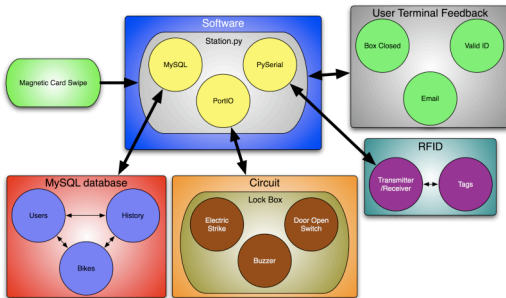 Software
Station.py
MySQL
PySerial
PortIO
Magnetic Card Swipe
User Terminal Feedback
Box Closed
Valid ID
Email
RFID
Transmitter
/Receiver
Tags
MySQL database
Users
History
Bikes
Circuit
Lock Box
Electric
Strike
Door Open
Switch
Buzzer